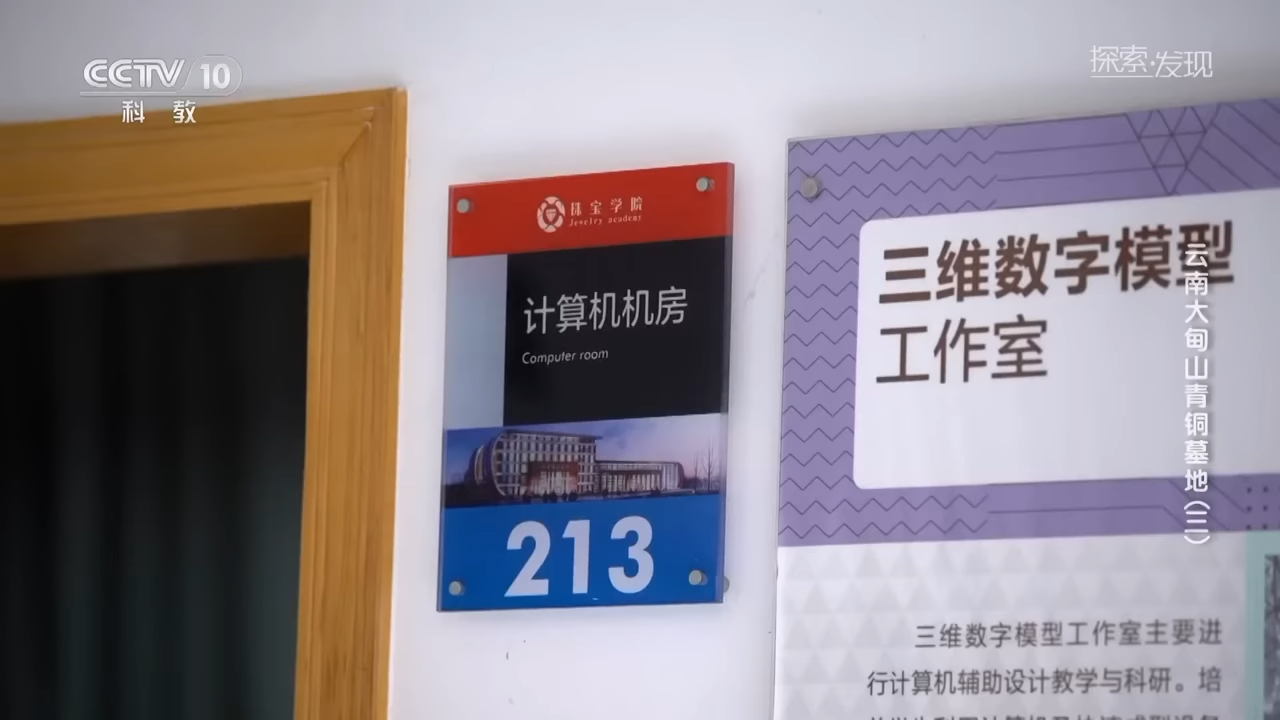 CCTV 10
科教
探索·发现
珠宝学院
Jewelry academy
计算机机房
Computer room
213
三维数字模型
工作室
云南大甸山青铜墓地（三）
三维数字模型工作室主要进
行计算机辅助设计教学与科研。培